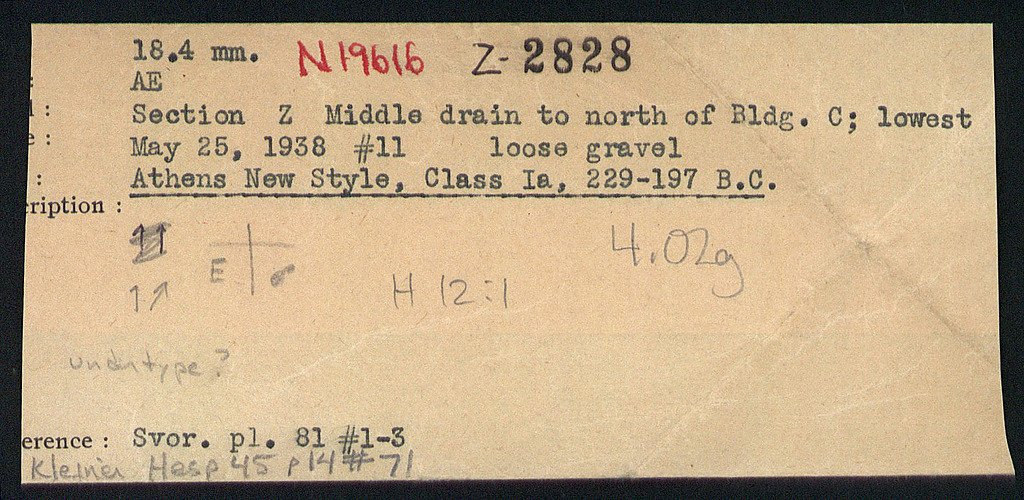 18.4 mm. N19616 Z-2828
: AE
l: Section Z Middle drain to north of Bldg. C; lowest
e: May 25, 1938 #11 loose gravel
: Athens New Style, Class Ia, 229-197 B.C.
ription :
↑↑ 4.02g
E
↑↗ H 12:1
undertype?
erence : Svor. pl. 81 #1-3
Kleiner Hesp 45 p14 # 71